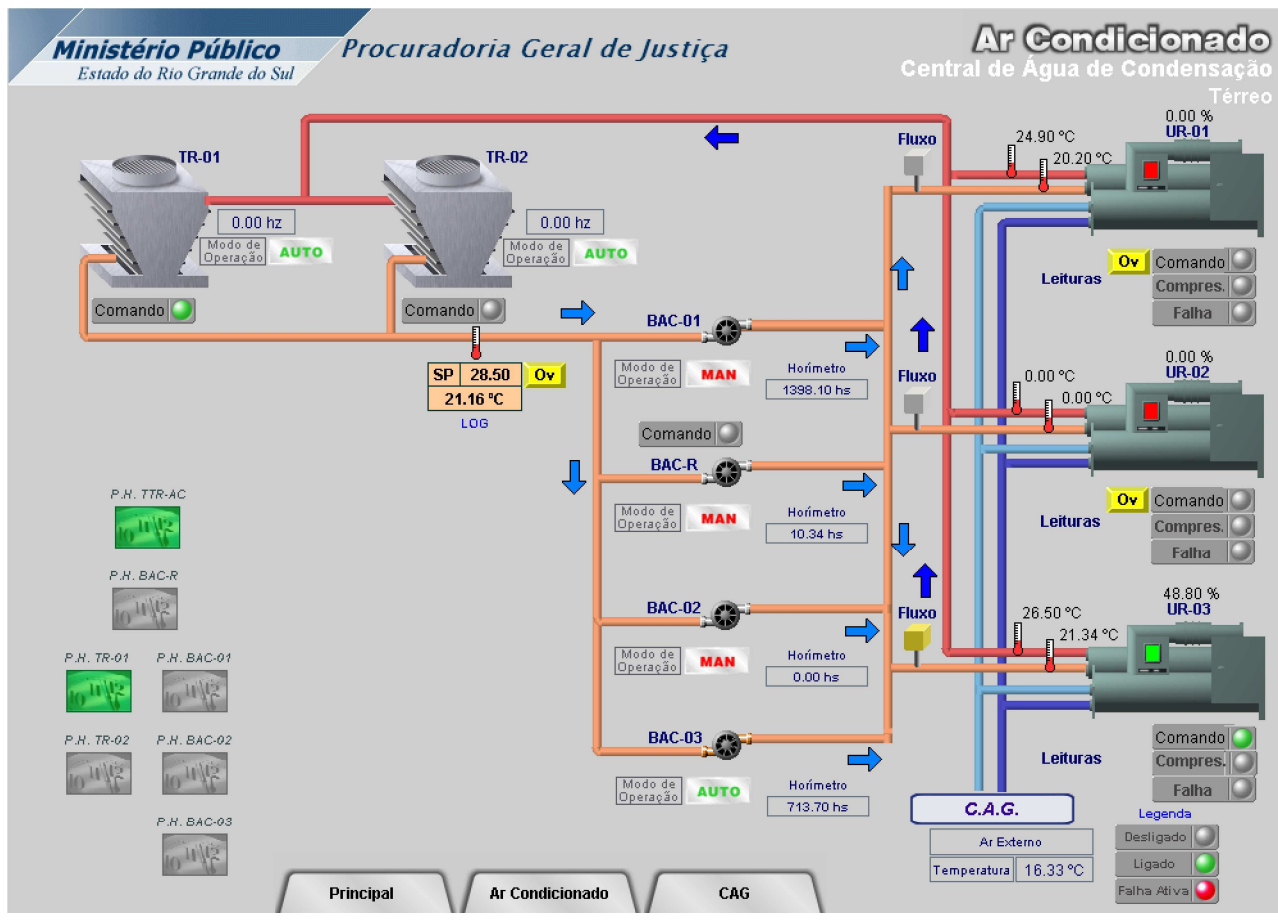 Ministério Público
Estado do Rio Grande do Sul
Procuradoria Geral de Justiça
Ar Condicionado
Central de Água de Condensação
Térreo
TR-01
0.00 hz
Modo de
Operação
AUTO
Comando
TR-02
0.00 hz
Modo de
Operação
AUTO
Comando
SP 28.50 Ov
21.16 ºC
LOG
BAC-01
Modo de
Operação
MAN
Horímetro
1398.10 hs
Comando
BAC-R
Modo de
Operação
MAN
Horímetro
10.34 hs
BAC-02
Modo de
Operação
MAN
Horímetro
0.00 hs
BAC-03
Modo de
Operação
AUTO
Horímetro
713.70 hs
Fluxo
24.90 ºC
20.20 ºC
0.00 %
UR-01
Leituras
Ov
Comando
Compres.
Falha
Fluxo
0.00 ºC
0.00 ºC
0.00 %
UR-02
Leituras
Ov
Comando
Compres.
Falha
Fluxo
26.50 ºC
21.34 ºC
48.80 %
UR-03
Leituras
Comando
Compres.
Falha
P.H. TTR-AC
P.H. BAC-R
P.H. TR-01
P.H. BAC-01
P.H. TR-02
P.H. BAC-02
P.H. BAC-03
C.A.G.
Ar Externo
Temperatura 16.33 ºC
Legenda
Desligado
Ligado
Falha Ativa
Principal
Ar Condicionado
CAG